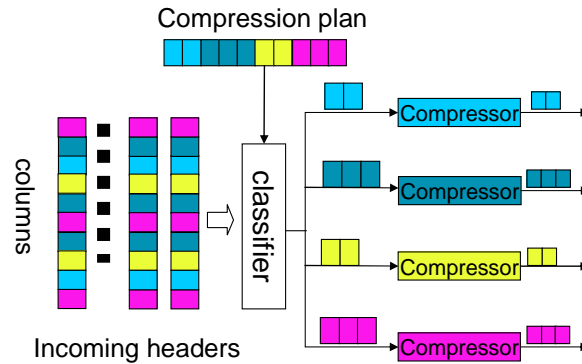 Compression plan
columns
classifier
Compressor
Compressor
Compressor
Compressor
Incoming headers